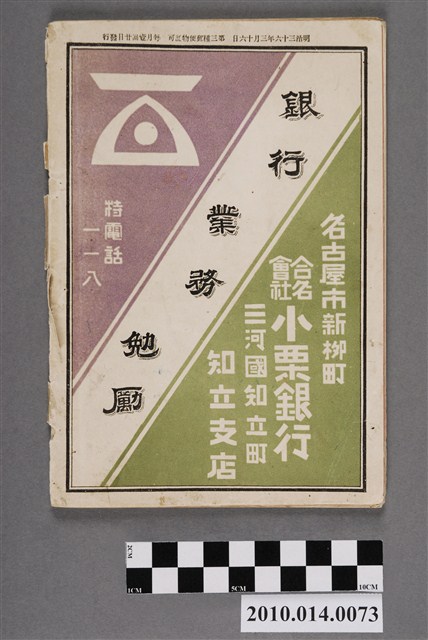 明治三十六年三月十六日 第三種郵便物認可 毎月壹回廿日發行
銀行業務勉厲
特電話
一一八
名古屋市新柳町
合名會社 小栗銀行
三河國知立町
知立支店
2CM
1CM 5CM 10CM
2010.014.0073